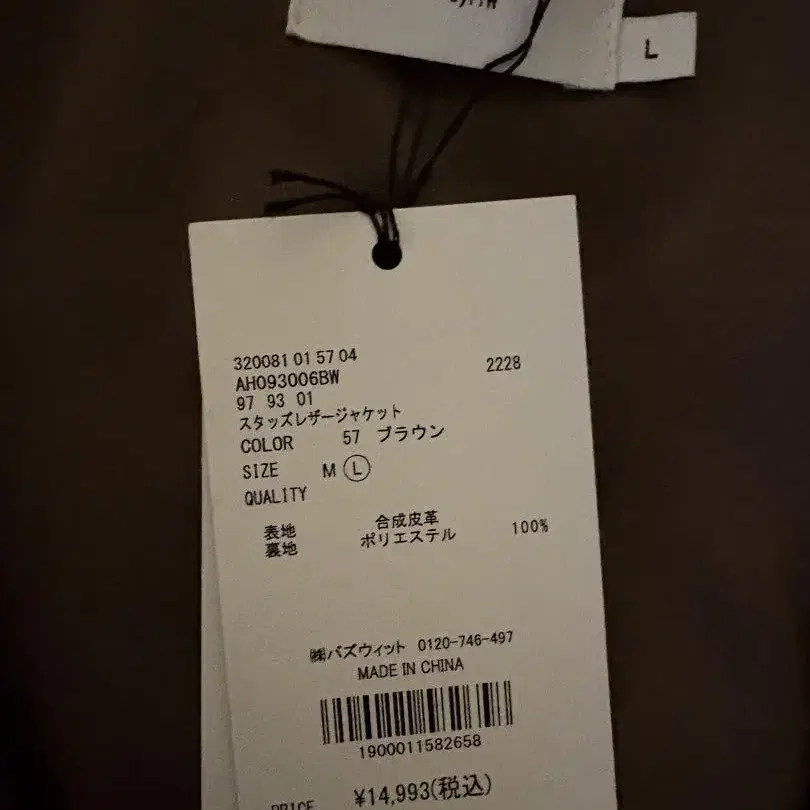 L
320081 01 57 04
AH093006BW 2228
97 93 01
スタッズレザージャケット
COLOR 57 ブラウン
SIZE M L
QUALITY
表地 合成皮革
裏地 ポリエステル 100%
㈱バズウィット 0120-746-497
MADE IN CHINA
1900011582658
PRICE ¥14,993(税込)